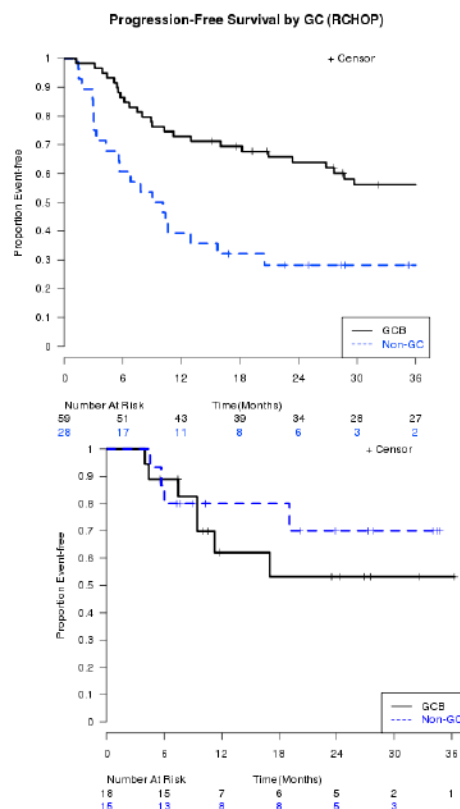 Progression-Free Survival by GC (RCHOP)
+ Censor
Proportion Event-free
1
0.9
0.8
0.7
0.6
0.5
0.4
0.3
0.2
0.1
0
GCB
Non-GC
0 6 12 18 24 30 36
Number At Risk Time(Months)
59 51 43 39 34 28 27
28 17 11 8 6 3 2
+ Censor
Proportion Event-free
1
0.9
0.8
0.7
0.6
0.5
0.4
0.3
0.2
0.1
0
GCB
Non-GC
0 6 12 18 24 30 36
Number At Risk Time(Months)
18 15 7 6 5 2 1
15 13 8 8 5 3